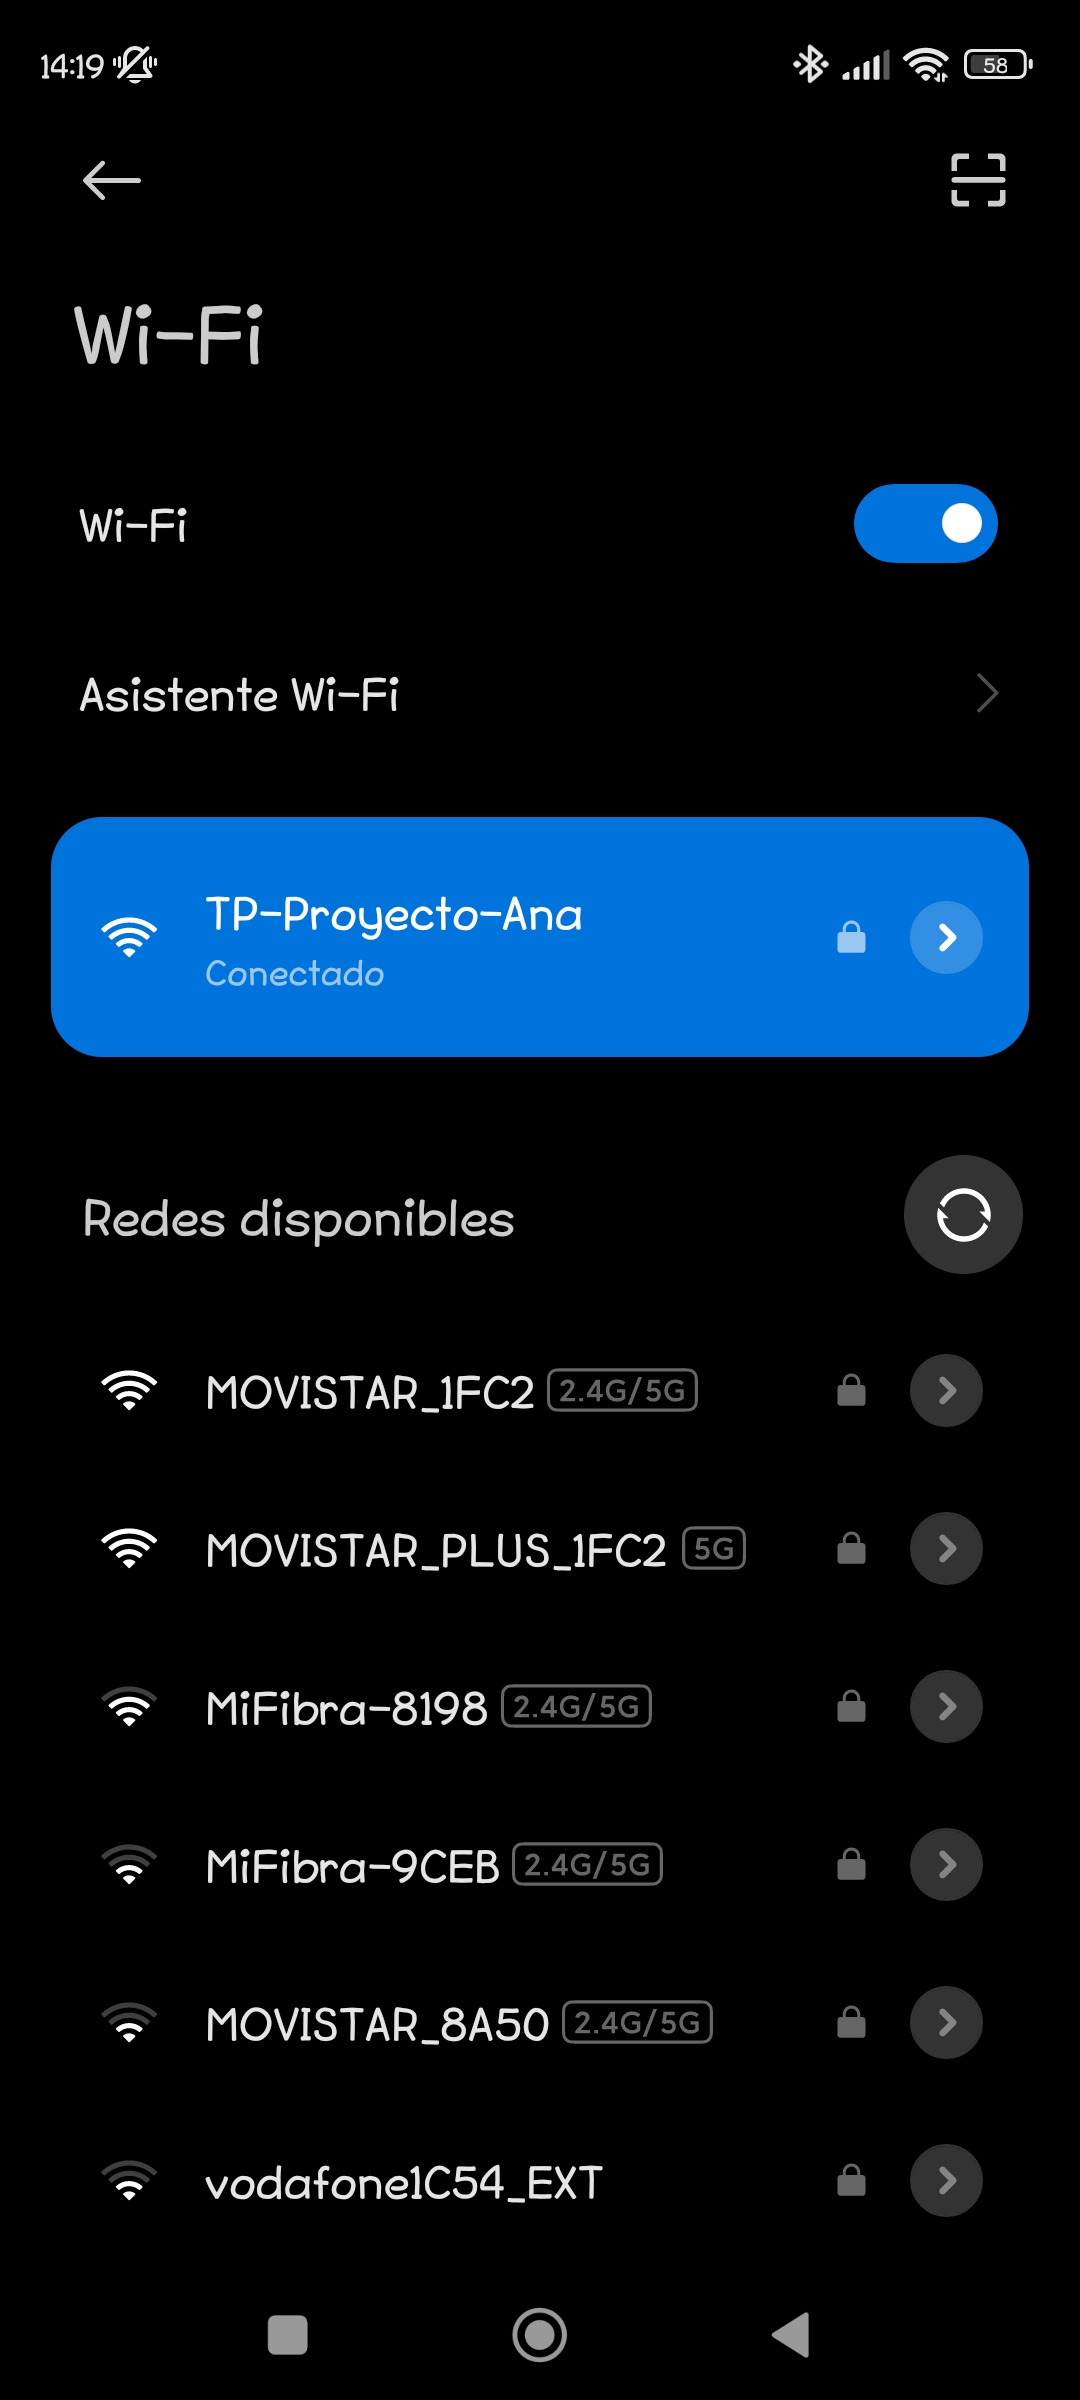 14:19
58
Wi-Fi
Wi-Fi
Asistente Wi-Fi
TP-Proyecto-Ana
Conectado
Redes disponibles
MOVISTAR_1FC2 2.4G/5G
MOVISTAR_PLUS_1FC2 5G
MiFibra-8198 2.4G/5G
MiFibra-9CEB 2.4G/5G
MOVISTAR_8A50 2.4G/5G
vodafone1C54_EXT